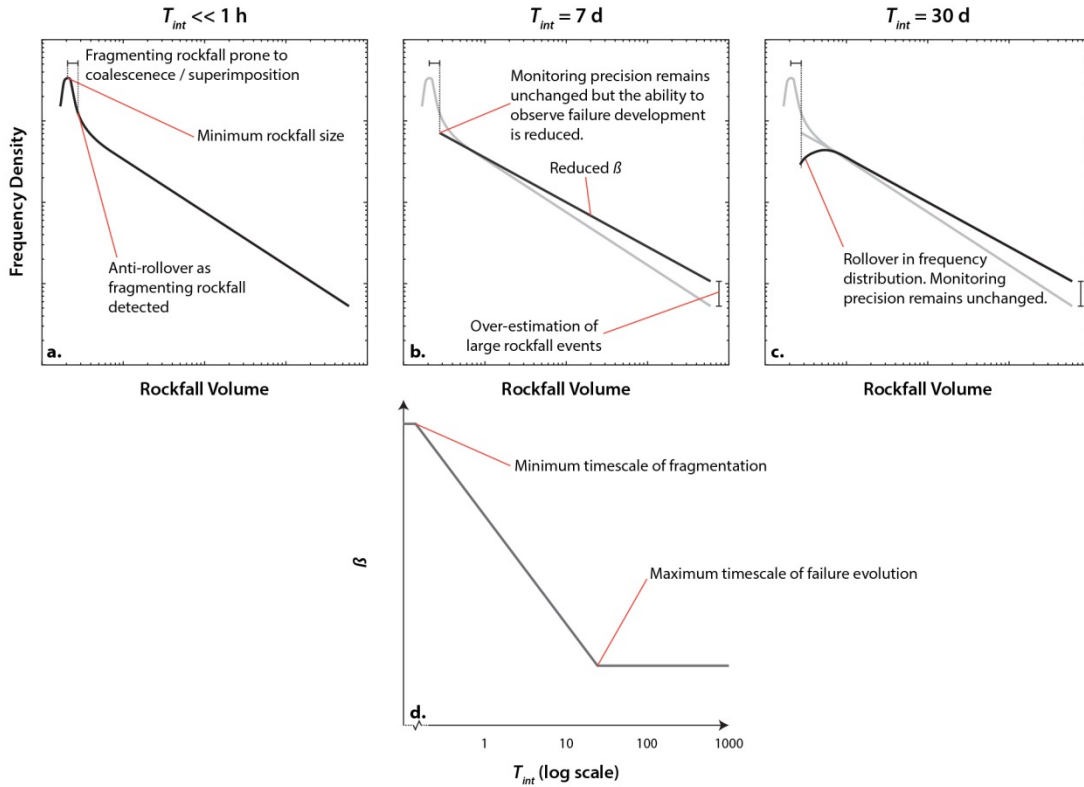 T_int << 1 h
T_int = 7 d
T_int = 30 d
Fragmenting rockfall prone to
coalescenece / superimposition
Minimum rockfall size
Anti-rollover as
fragmenting rockfall
detected
a.
Frequency Density
Rockfall Volume
Monitoring precision remains
unchanged but the ability to
observe failure development
is reduced.
Reduced ß
Over-estimation of
large rockfall events
b.
Rockfall Volume
Rollover in frequency
distribution. Monitoring
precision remains unchanged.
c.
Rockfall Volume
Minimum timescale of fragmentation
Maximum timescale of failure evolution
ß
d.
1
10
100
1000
T_int (log scale)